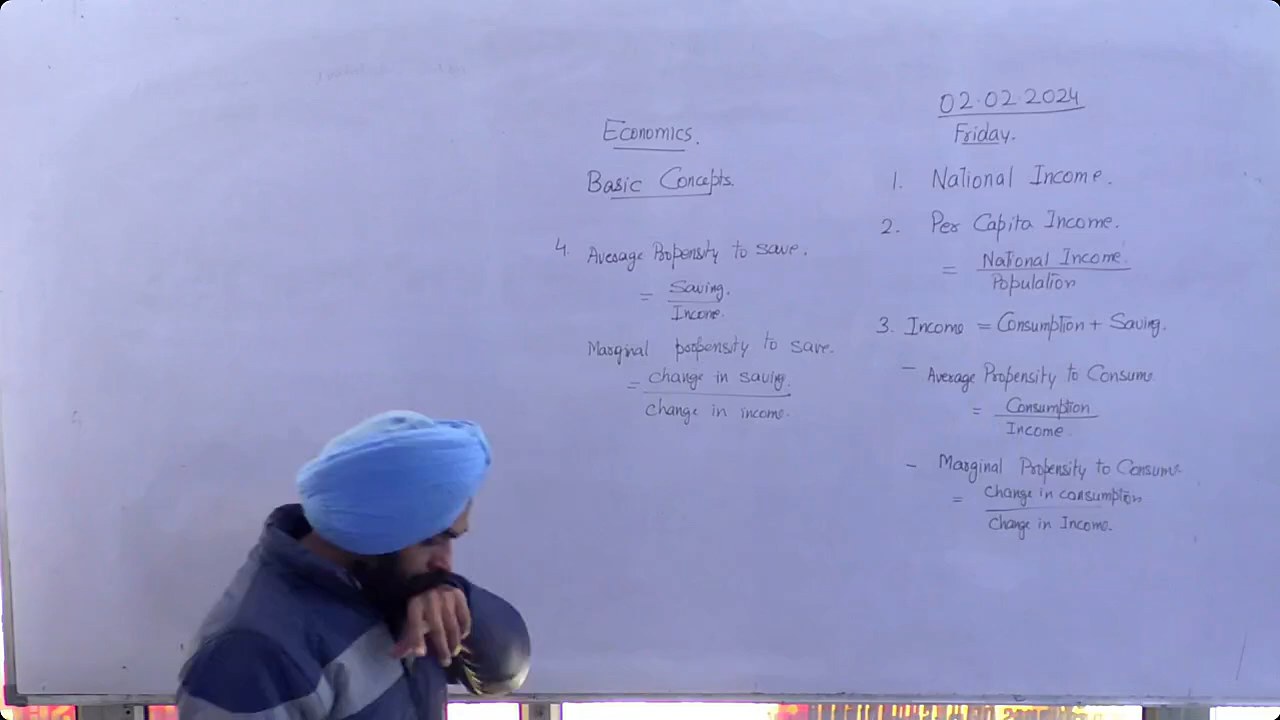 Economics.
Basic Concepts.
02.02.2024
Friday.
1. National Income.
2. Per Capita Income.
= National Income
Population
3. Income = Consumption + Saving.
- Average Propensity to Consume
= Consumption
Income.
- Marginal Propensity to Consume
= Change in consumption
Change in Income.
4. Average Propensity to save.
= Saving.
Income.
Marginal propensity to save.
= change in saving.
change in income.